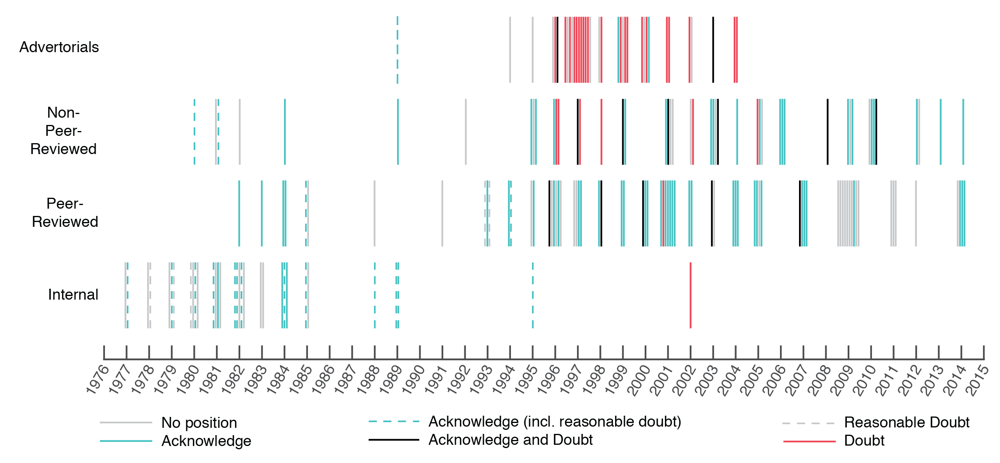 Advertorials
Non-
Peer-
Reviewed
Peer-
Reviewed
Internal
1976 1977 1978 1979 1980 1981 1982 1983 1984 1985 1986 1987 1988 1989 1990 1991 1992 1993 1994 1995 1996 1997 1998 1999 2000 2001 2002 2003 2004 2005 2006 2007 2008 2009 2010 2011 2012 2013 2014 2015
No position
Acknowledge
Acknowledge (incl. reasonable doubt)
Acknowledge and Doubt
Reasonable Doubt
Doubt